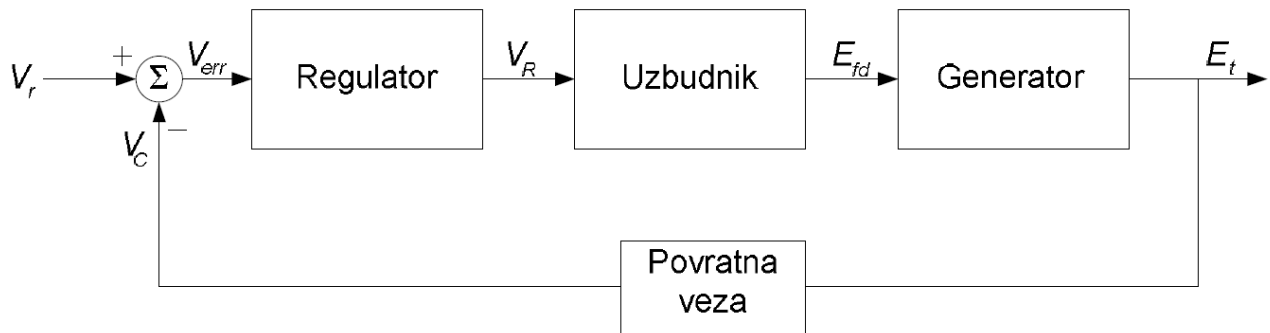 V_r
+
Σ
−
V_err
Regulator
V_R
Uzbudnik
E_fd
Generator
E_t
V_C
Povratna
veza